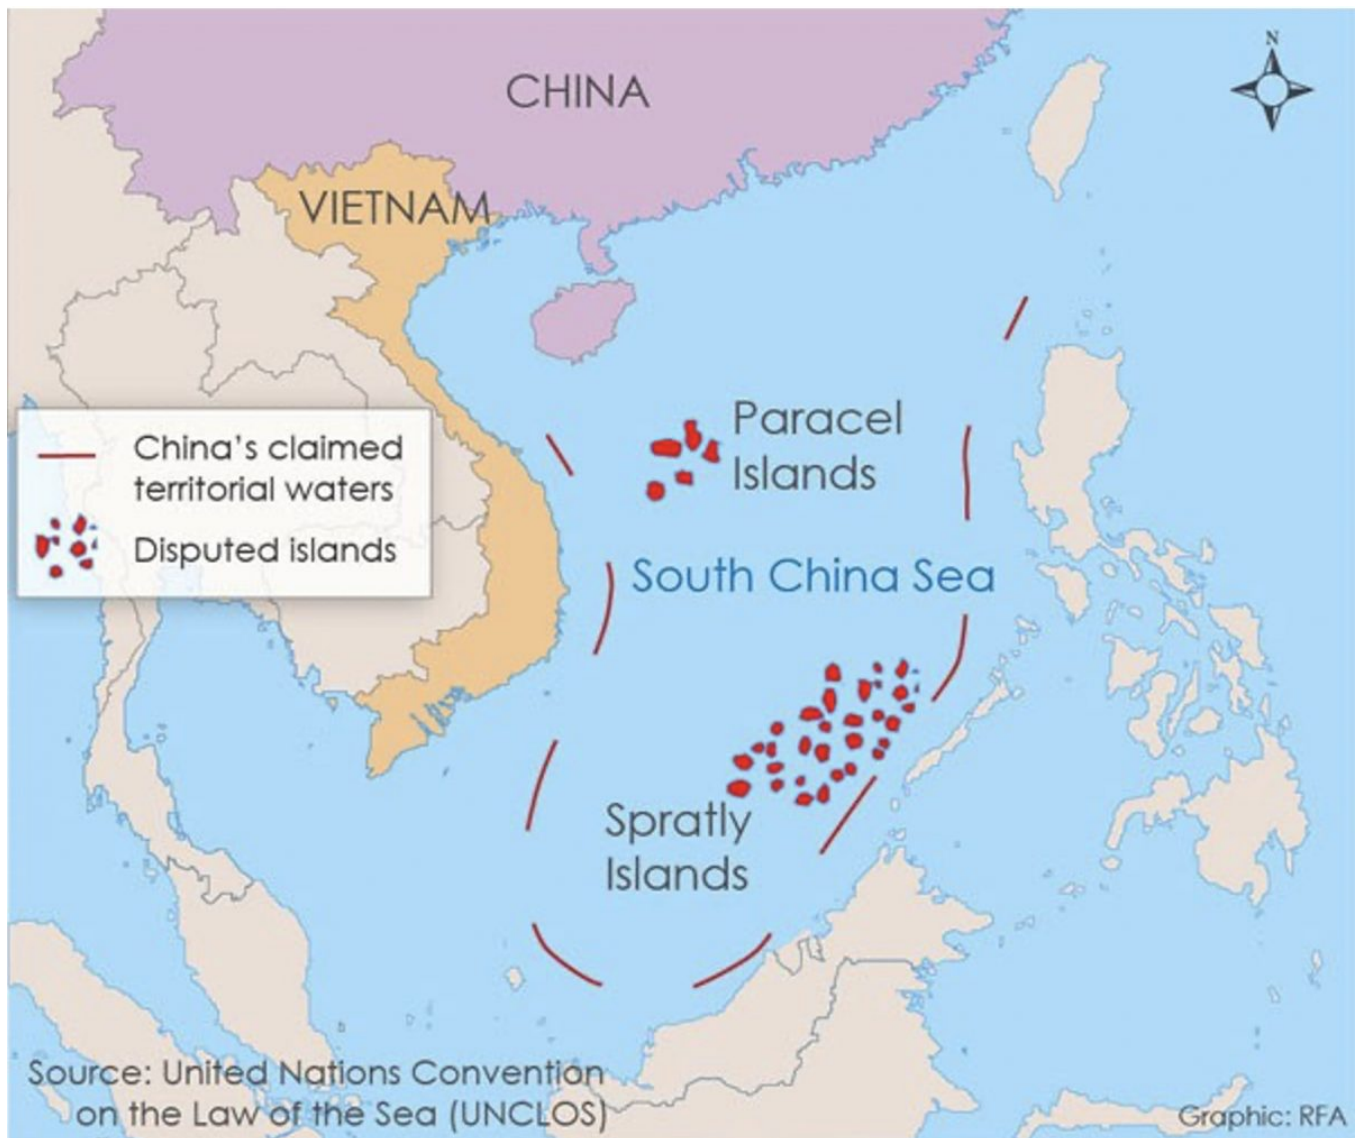 N
CHINA
VIETNAM
Paracel
Islands
China's claimed
territorial waters
Disputed islands
South China Sea
Spratly
Islands
Source: United Nations Convention
on the Law of the Sea (UNCLOS)
Graphic: RFA